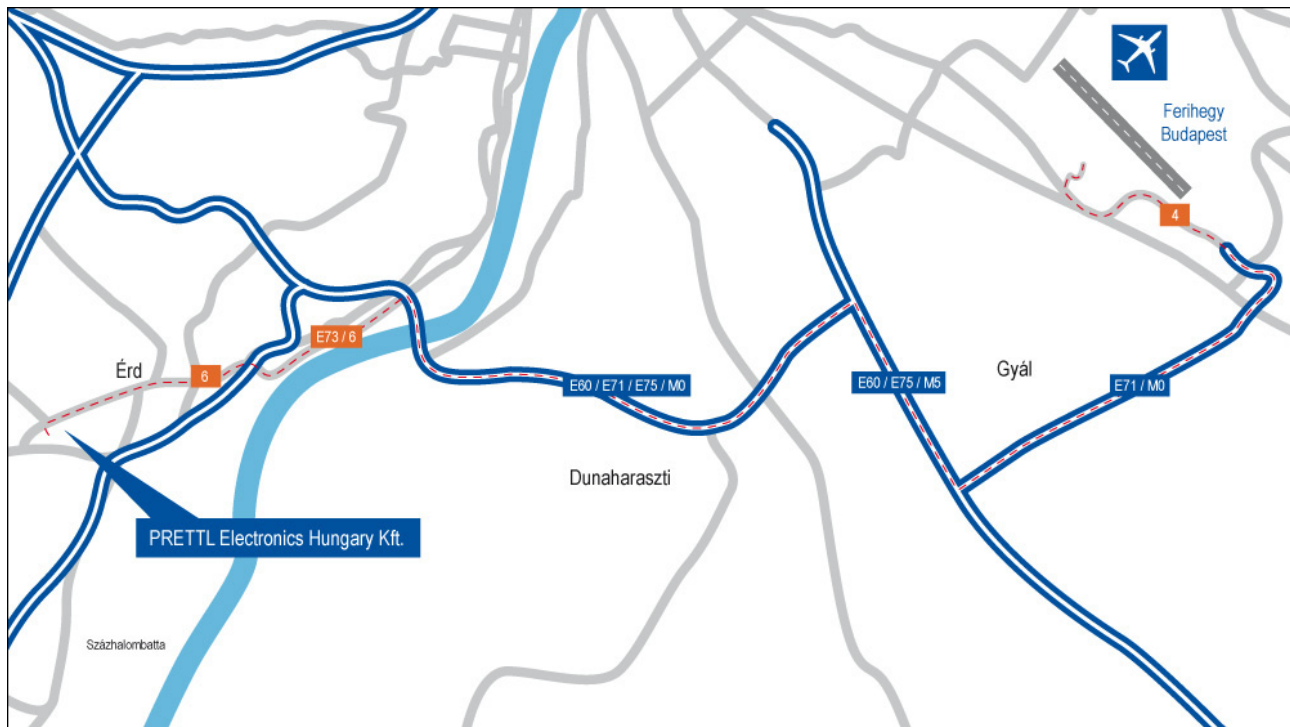 Ferihegy
Budapest
4
E73 / 6
Érd
6
E60 / E71 / E75 / M0
E60 / E75 / M5
Gyál
E71 / M0
Dunaharaszti
PRETTL Electronics Hungary Kft.
Százhalombatta